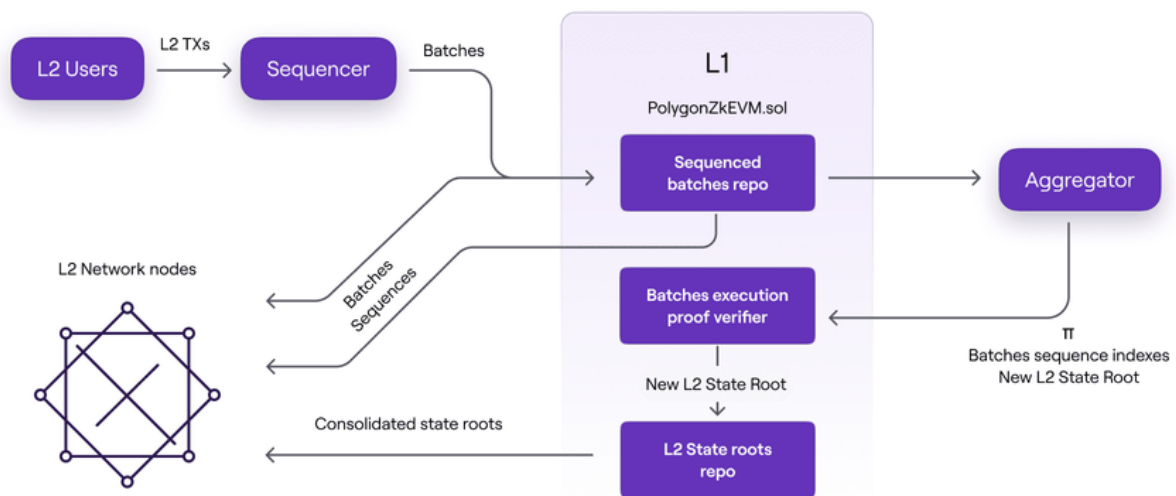 L2 Users
L2 TXs
Sequencer
Batches
L1
PolygonZkEVM.sol
Sequenced
batches repo
Aggregator
L2 Network nodes
Batches
Sequences
Batches execution
proof verifier
π
Batches sequence indexes
New L2 State Root
New L2 State Root
Consolidated state roots
L2 State roots
repo